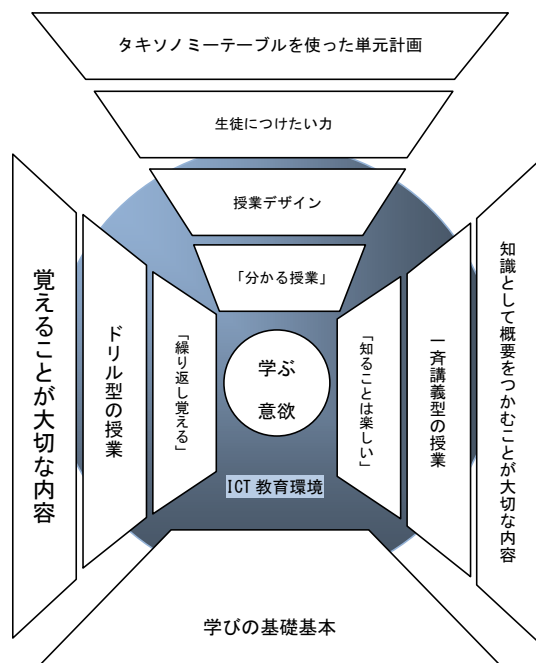 タキソノミーテーブルを使った単元計画
生徒につけたい力
授業デザイン
「分かる授業」
覚えることが大切な内容
ドリル型の授業
「繰り返し覚える」
学ぶ
意欲
「知ることは楽しい」
一斉講義型の授業
知識として概要をつかむことが大切な内容
ICT 教育環境
学びの基礎基本